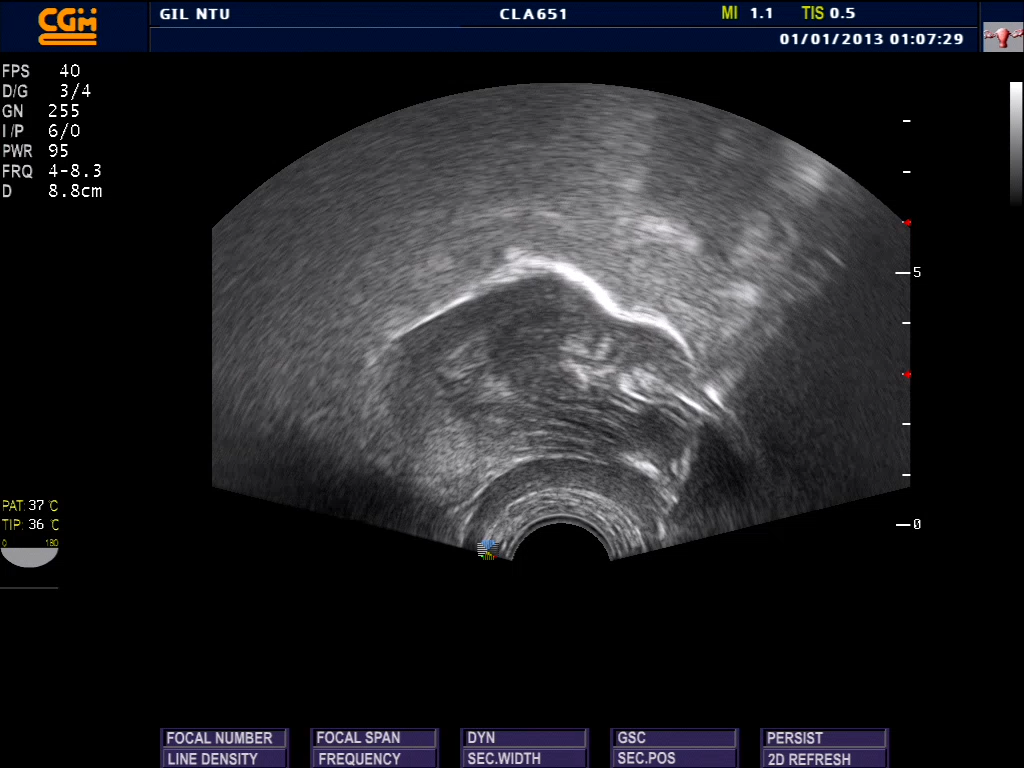 CGM
GIL NTU CLA651 MI 1.1 TIS 0.5
01/01/2013 01:07:29
FPS 40
D/G 3/4
GN 255
I/P 6/0
PWR 95
FRQ 4-8.3
D 8.8cm
5
PAT: 37 °C
TIP: 36 °C
0 180
0
FOCAL NUMBER FOCAL SPAN DYN GSC PERSIST
LINE DENSITY FREQUENCY SEC.WIDTH SEC.POS 2D REFRESH